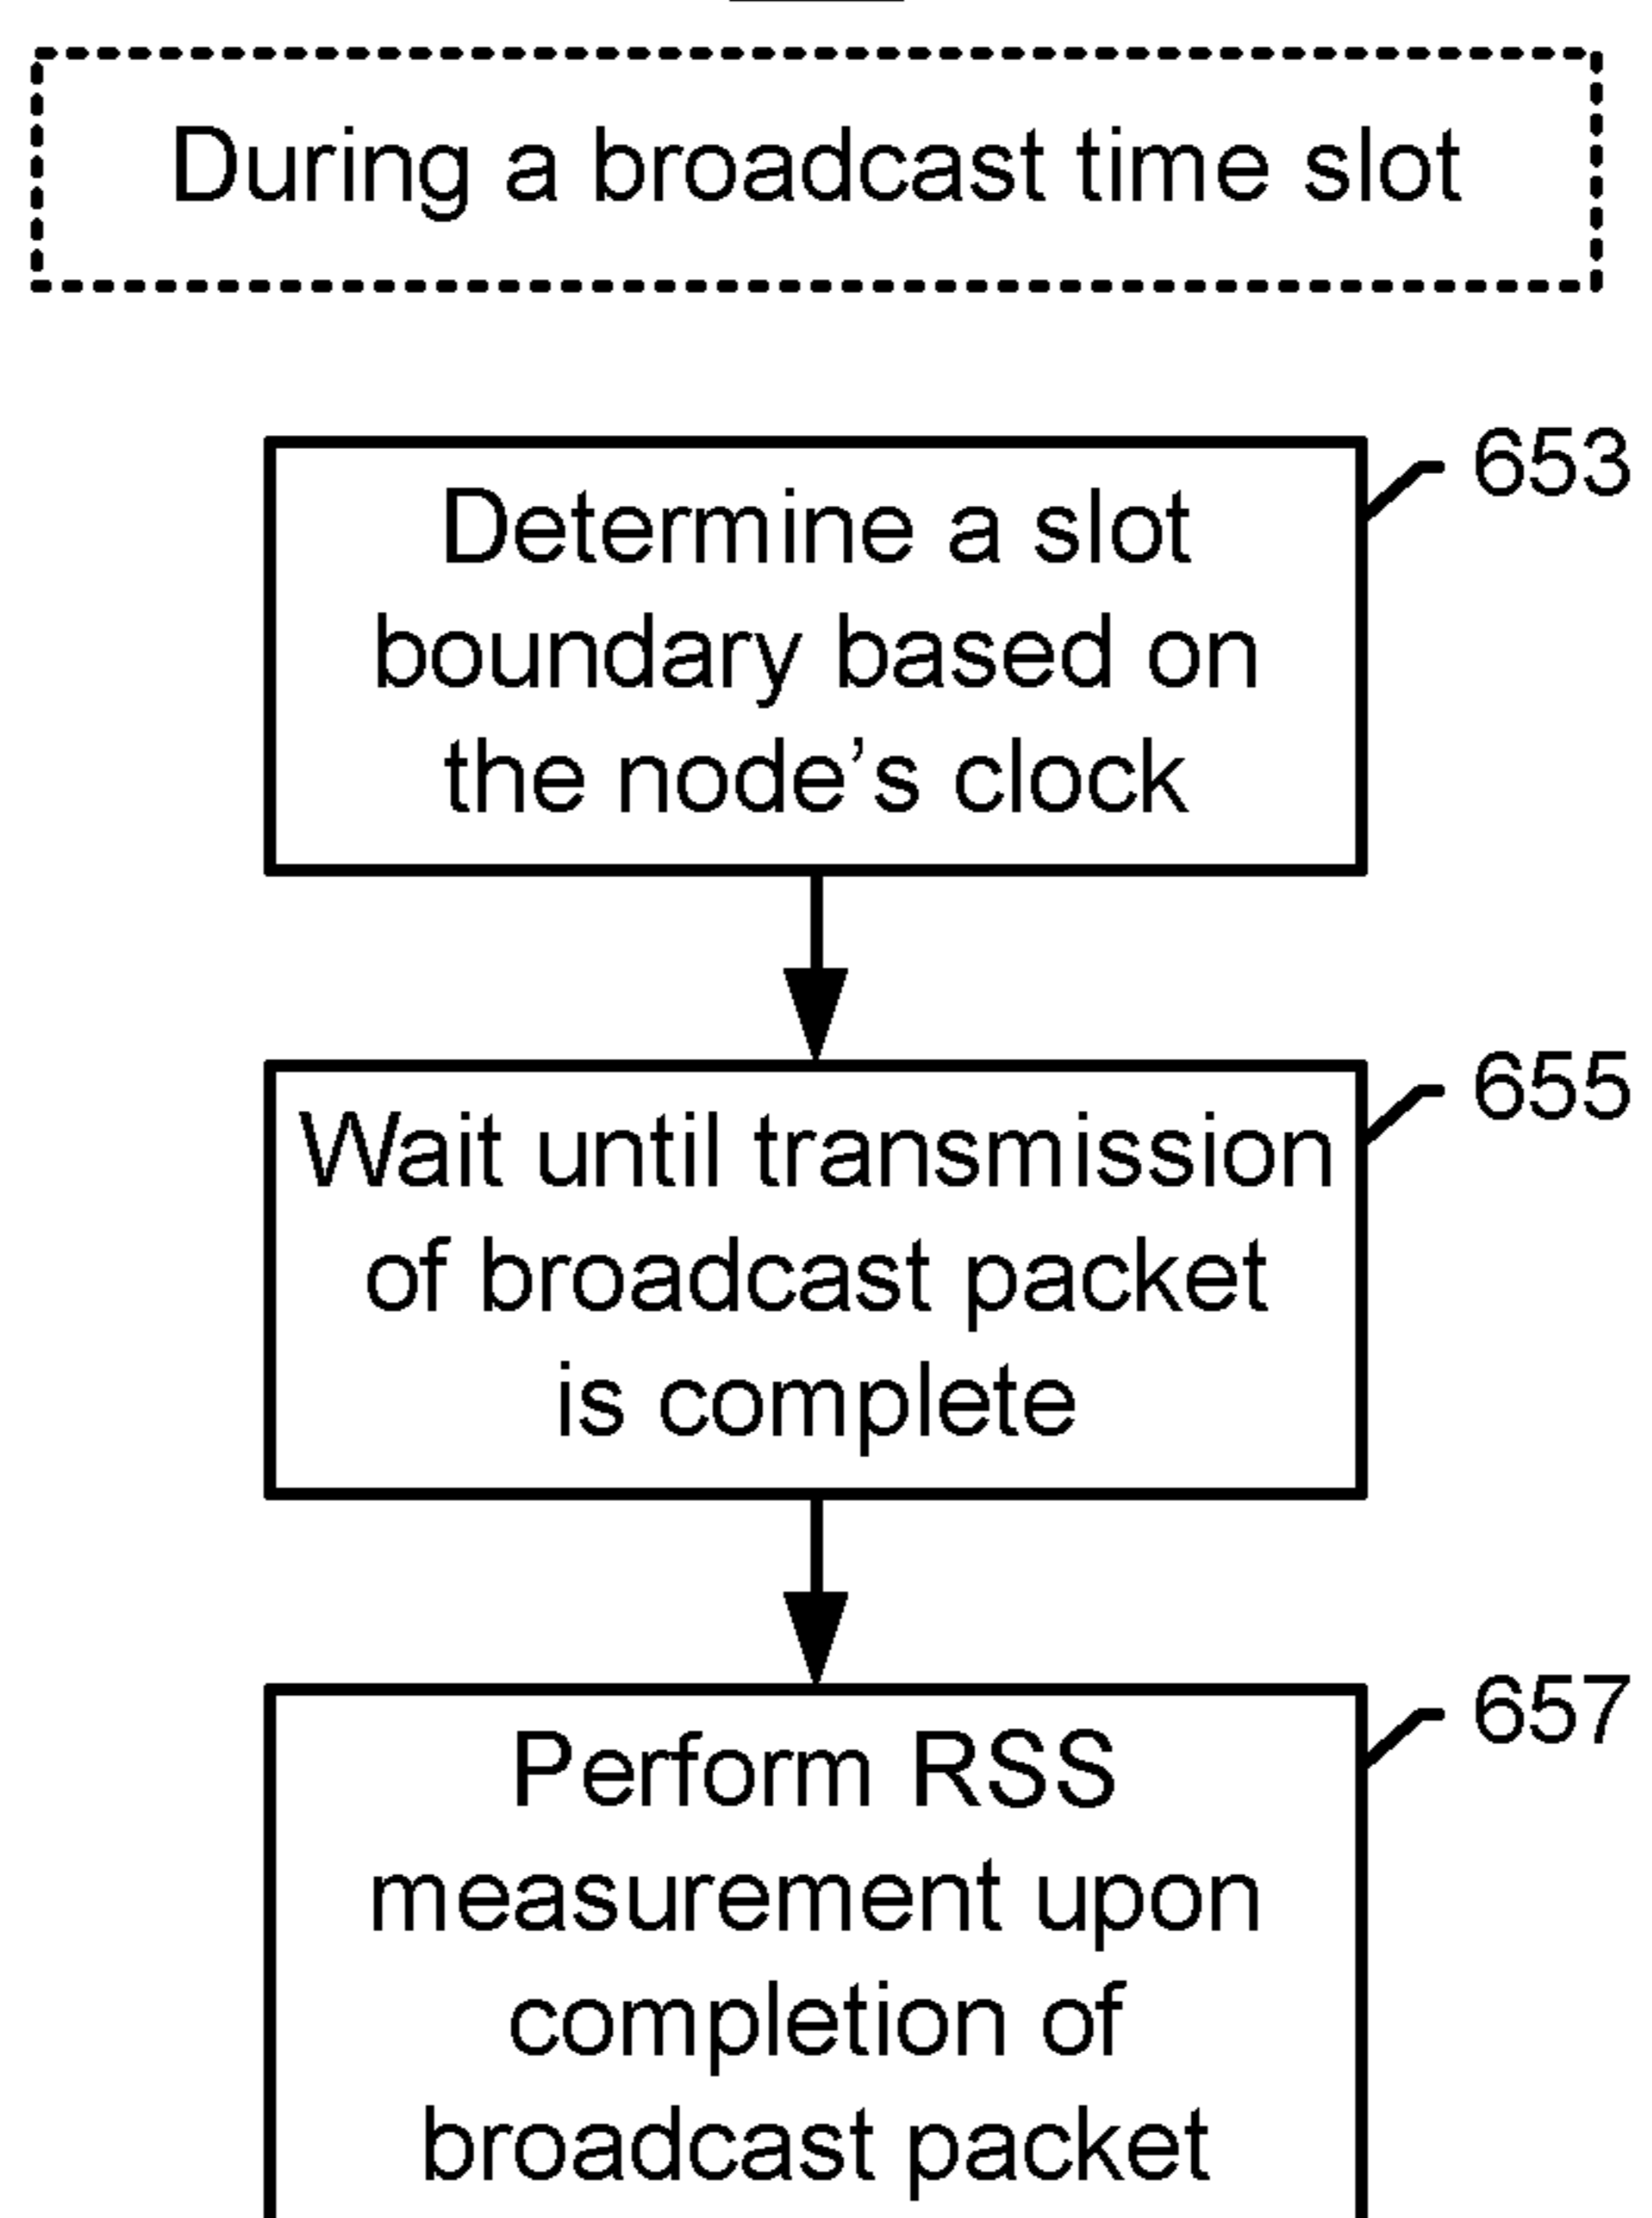 During a broadcast time slot
653
Determine a slot
boundary based on
the node’s clock
655
Wait until transmission
of broadcast packet
is complete
657
Perform RSS
measurement upon
completion of
broadcast packet